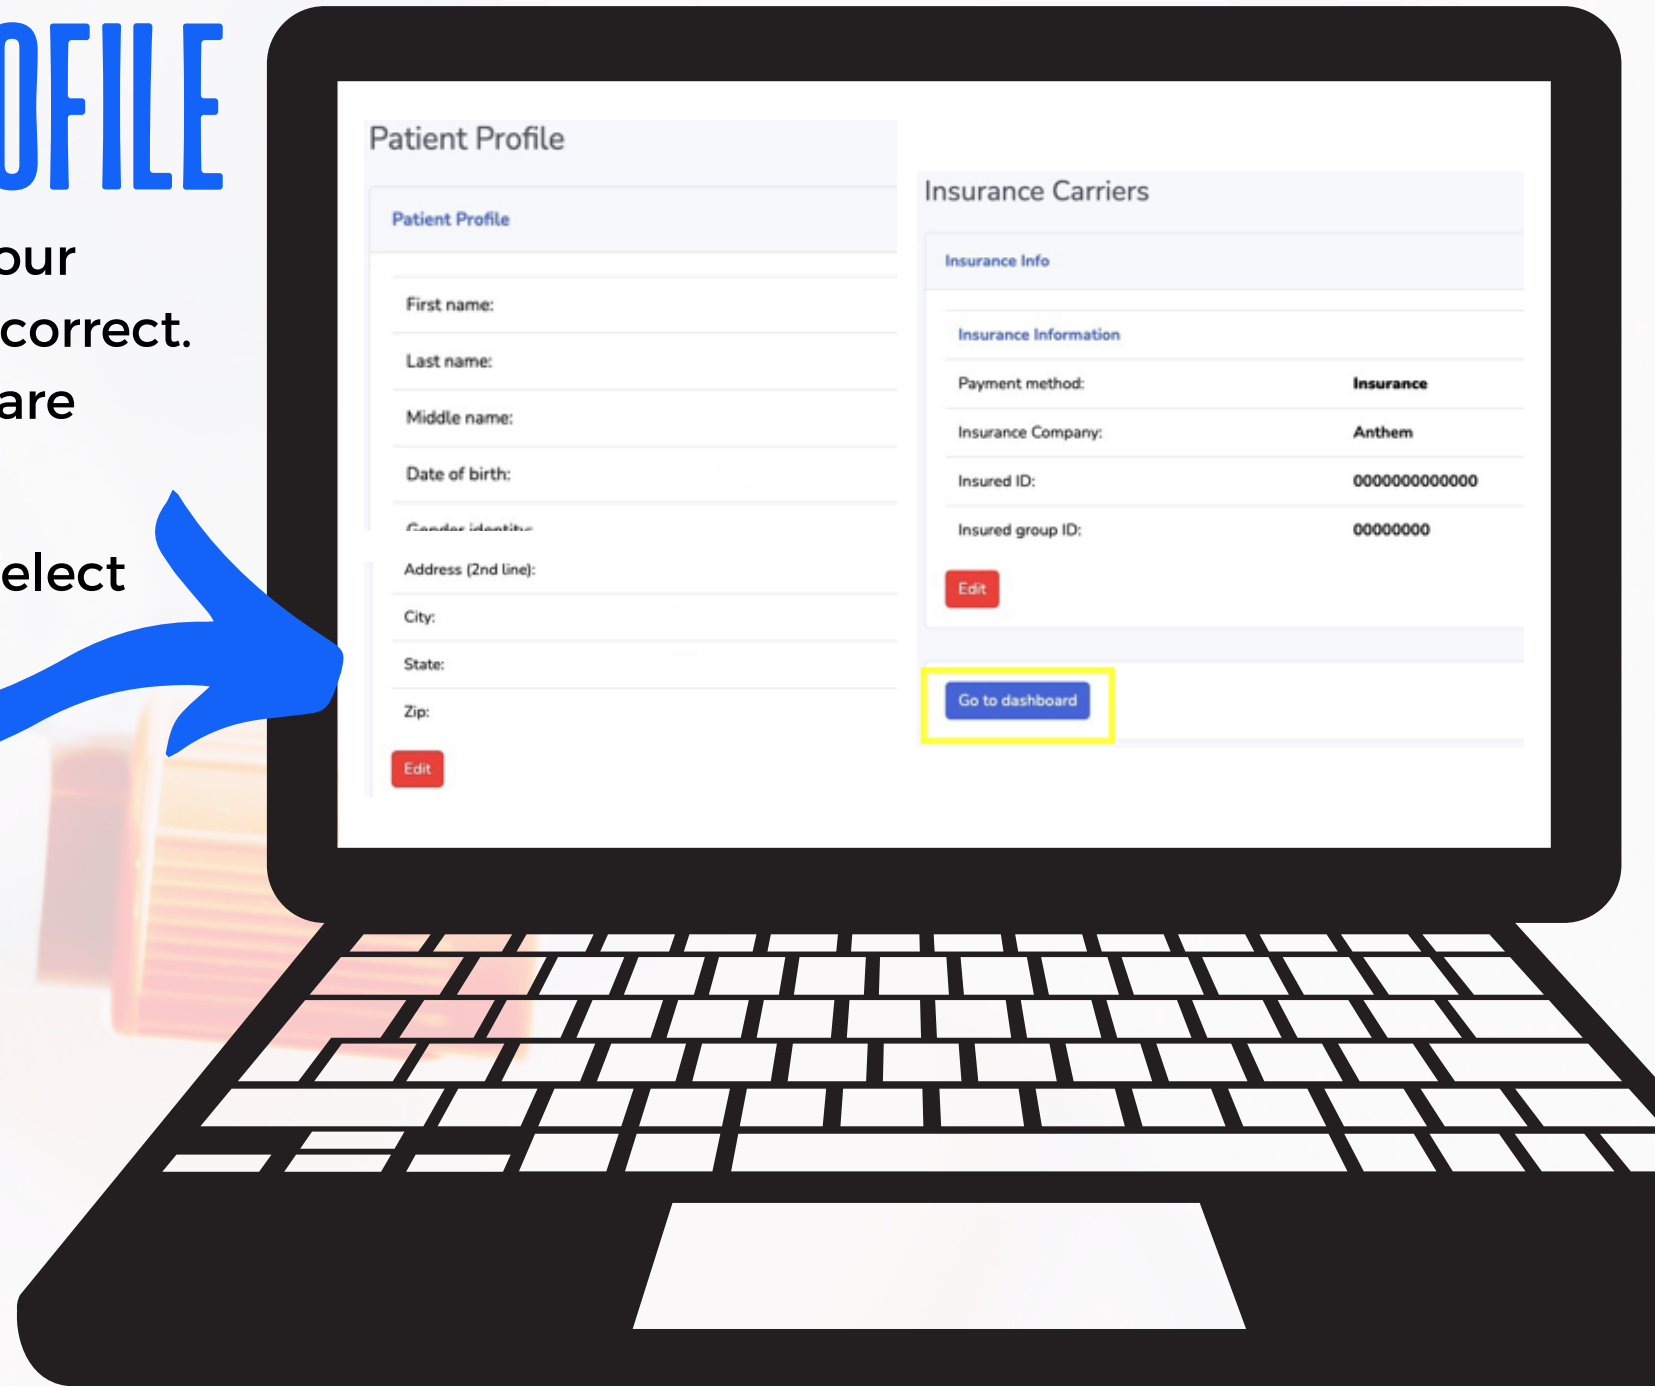 OFILE
our
correct.
are
elect
Patient Profile
Patient Profile
First name:
Last name:
Middle name:
Date of birth:
Gender identity:
Address (2nd line):
City:
State:
Zip:
Edit
Insurance Carriers
Insurance Info
Insurance Information
Payment method: Insurance
Insurance Company: Anthem
Insured ID: 0000000000000
Insured group ID: 00000000
Edit
Go to dashboard